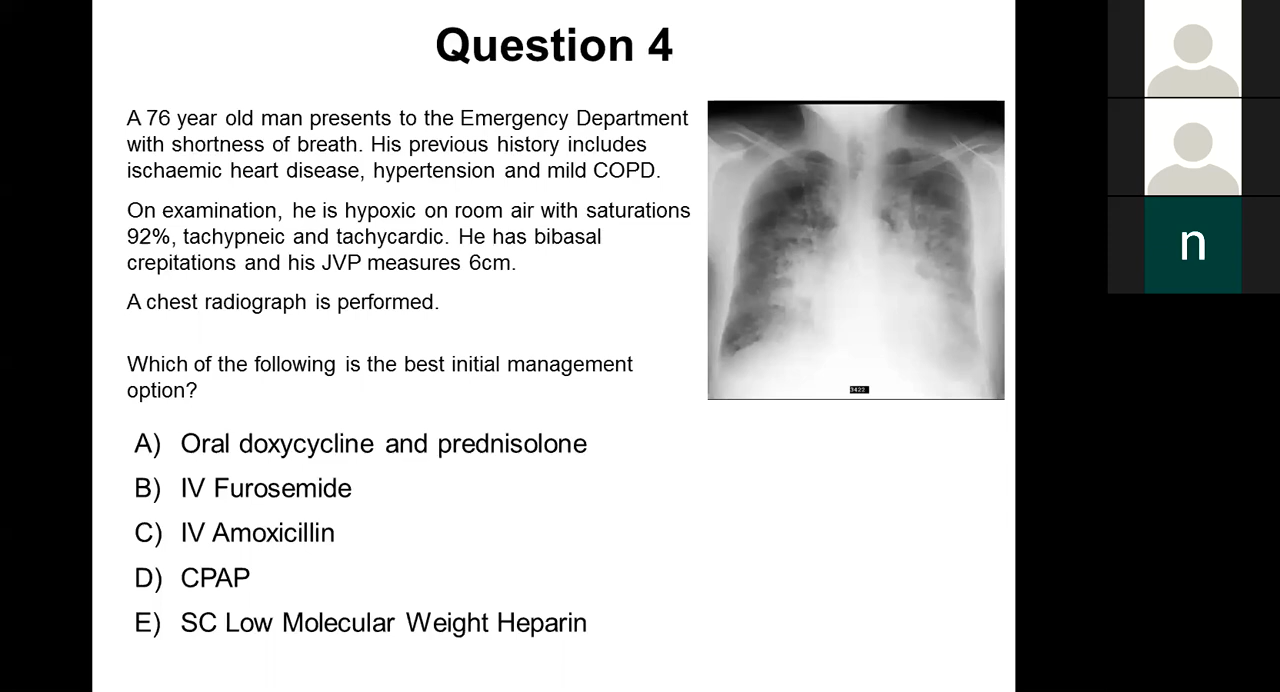 Question 4
A 76 year old man presents to the Emergency Department
with shortness of breath. His previous history includes
ischaemic heart disease, hypertension and mild COPD.
On examination, he is hypoxic on room air with saturations
92%, tachypneic and tachycardic. He has bibasal
crepitations and his JVP measures 6cm.
A chest radiograph is performed.
Which of the following is the best initial management
option?
A) Oral doxycycline and prednisolone
B) IV Furosemide
C) IV Amoxicillin
D) CPAP
E) SC Low Molecular Weight Heparin
3422
n